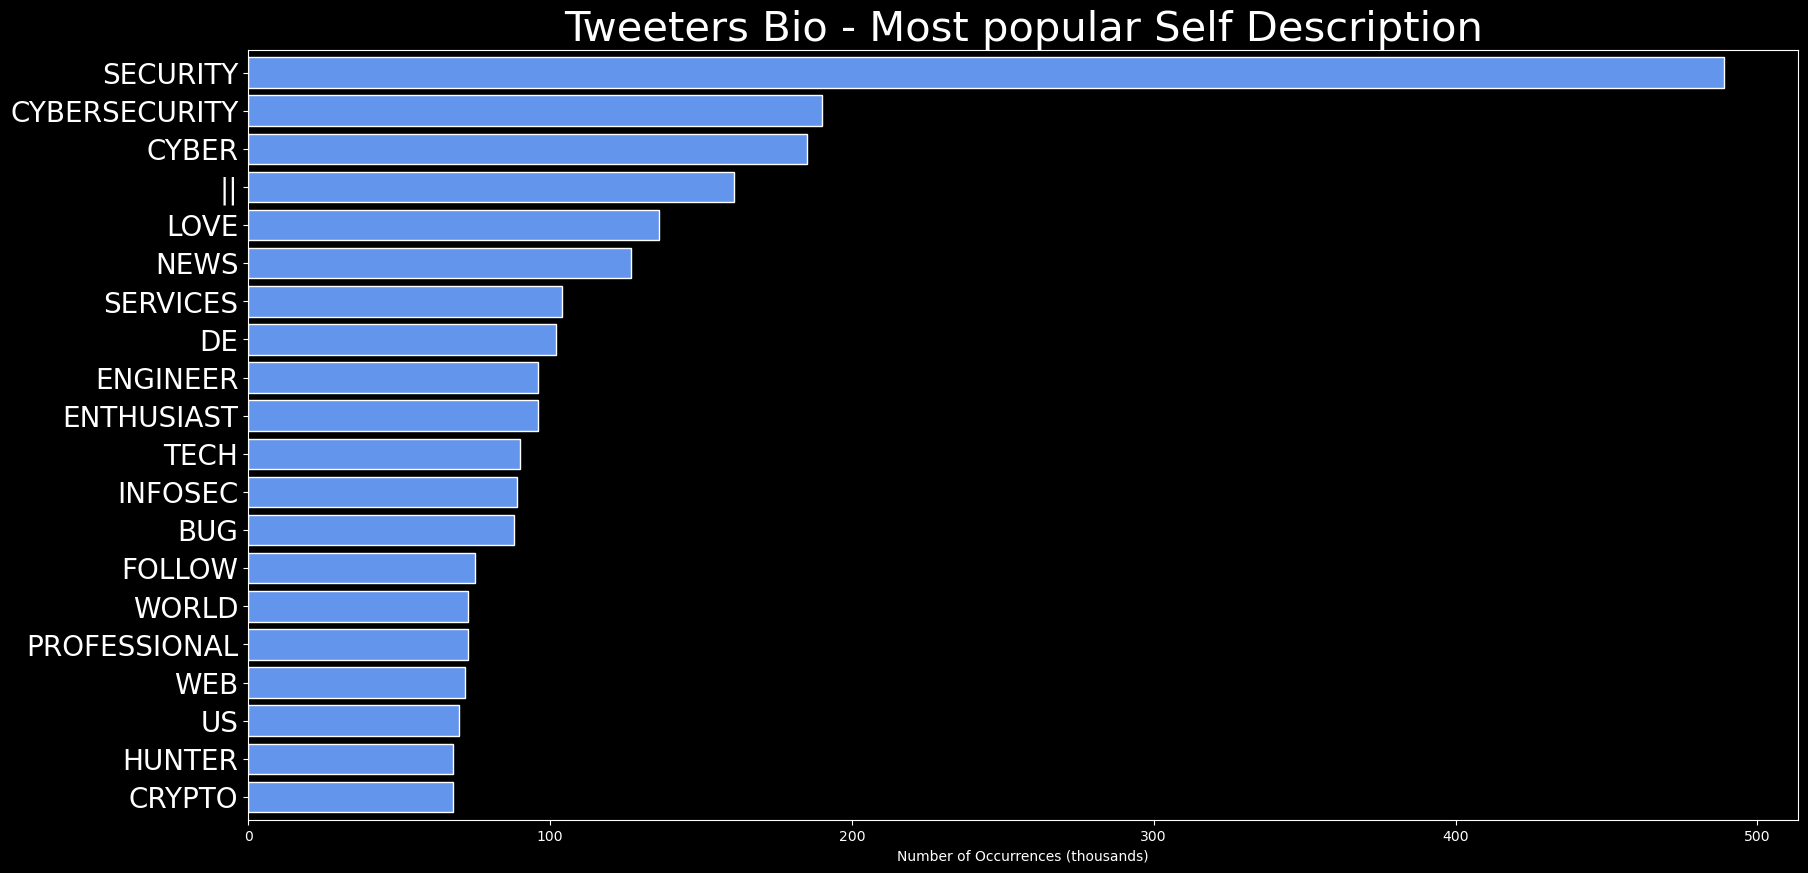 Tweeters Bio - Most popular Self Description
SECURITY
CYBERSECURITY
CYBER
||
LOVE
NEWS
SERVICES
DE
ENGINEER
ENTHUSIAST
TECH
INFOSEC
BUG
FOLLOW
WORLD
PROFESSIONAL
WEB
US
HUNTER
CRYPTO
0 100 200 300 400 500
Number of Occurrences (thousands)